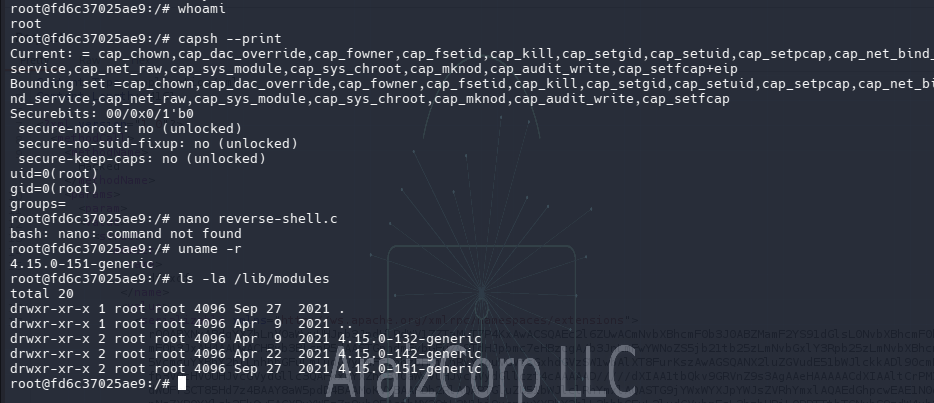 root@fd6c37025ae9:/# whoami
root
root@fd6c37025ae9:/# capsh --print
Current: = cap_chown,cap_dac_override,cap_fowner,cap_fsetid,cap_kill,cap_setgid,cap_setuid,cap_setpcap,cap_net_bind_
service,cap_net_raw,cap_sys_module,cap_sys_chroot,cap_mknod,cap_audit_write,cap_setfcap+eip
Bounding set =cap_chown,cap_dac_override,cap_fowner,cap_fsetid,cap_kill,cap_setgid,cap_setuid,cap_setpcap,cap_net_bi
nd_service,cap_net_raw,cap_sys_module,cap_sys_chroot,cap_mknod,cap_audit_write,cap_setfcap
Securebits: 00/0x0/1'b0
 secure-noroot: no (unlocked)
 secure-no-suid-fixup: no (unlocked)
 secure-keep-caps: no (unlocked)
uid=0(root)
gid=0(root)
groups=
root@fd6c37025ae9:/# nano reverse-shell.c
bash: nano: command not found
root@fd6c37025ae9:/# uname -r
4.15.0-151-generic
root@fd6c37025ae9:/# ls -la /lib/modules
total 20
drwxr-xr-x 1 root root 4096 Sep 27  2021 .
drwxr-xr-x 1 root root 4096 Apr  9  2021 ..
drwxr-xr-x 2 root root 4096 Apr  9  2021 4.15.0-132-generic
drwxr-xr-x 2 root root 4096 Apr 22  2021 4.15.0-142-generic
drwxr-xr-x 2 root root 4096 Sep 27  2021 4.15.0-151-generic
root@fd6c37025ae9:/#
AraizCorp LLC